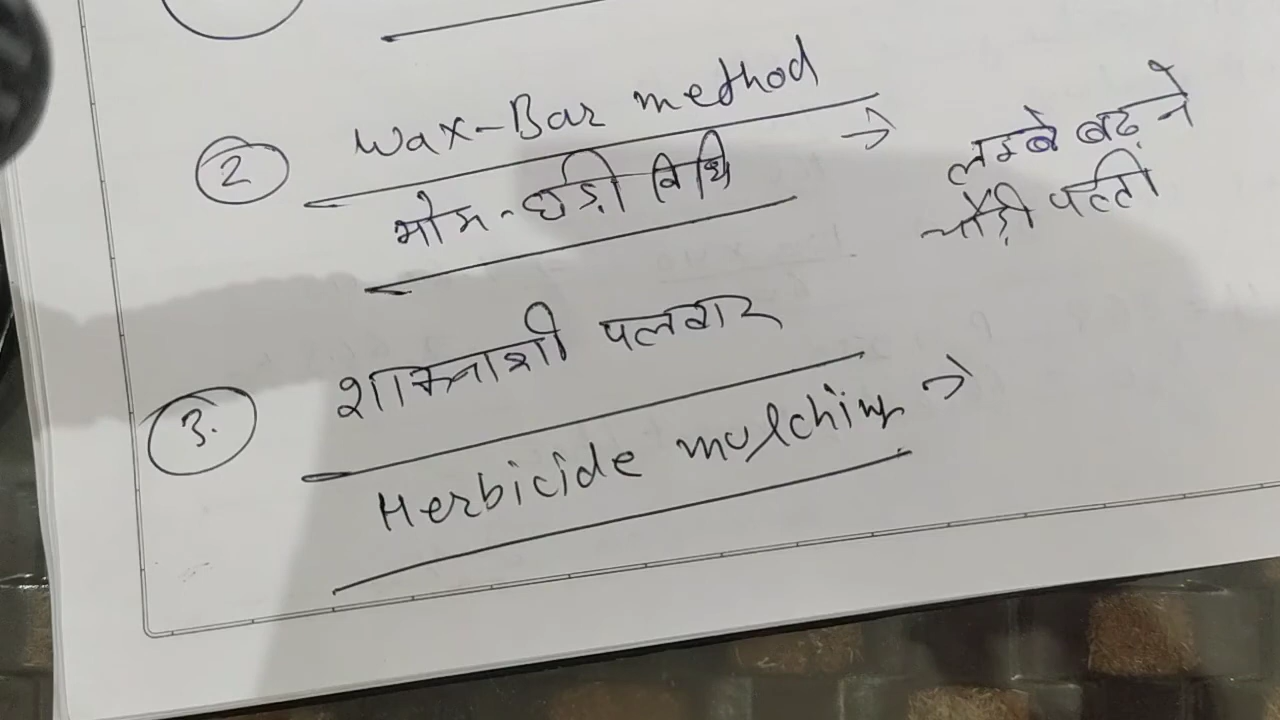 ② Wax-Bar method →
मोम-छड़ी विधि
लम्बे बढ़ने
चौड़ी पत्ती
③ शाकनाशी पलवार
Herbicide mulching →